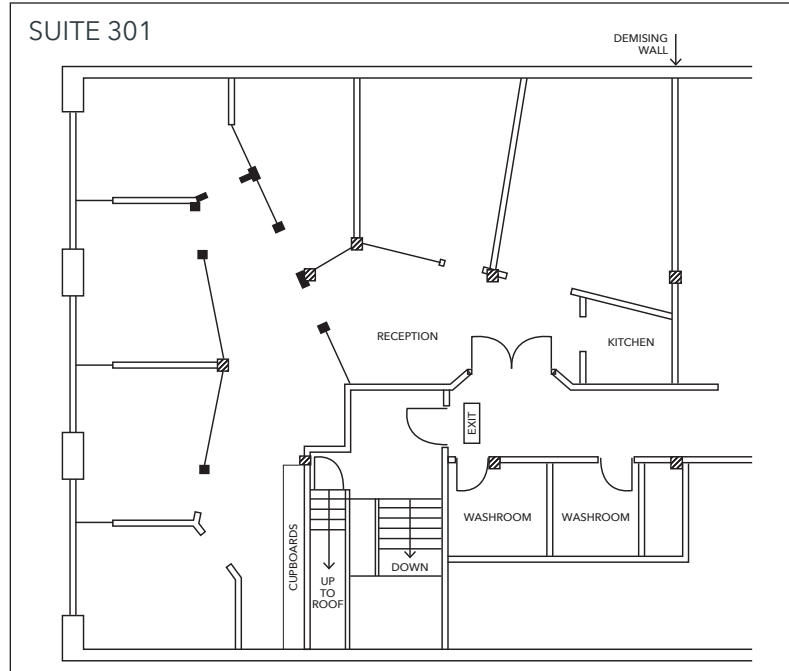 SUITE 301
DEMISING
WALL
RECEPTION
KITCHEN
EXIT
WASHROOM
WASHROOM
CUPBOARDS
UP
TO
ROOF
DOWN